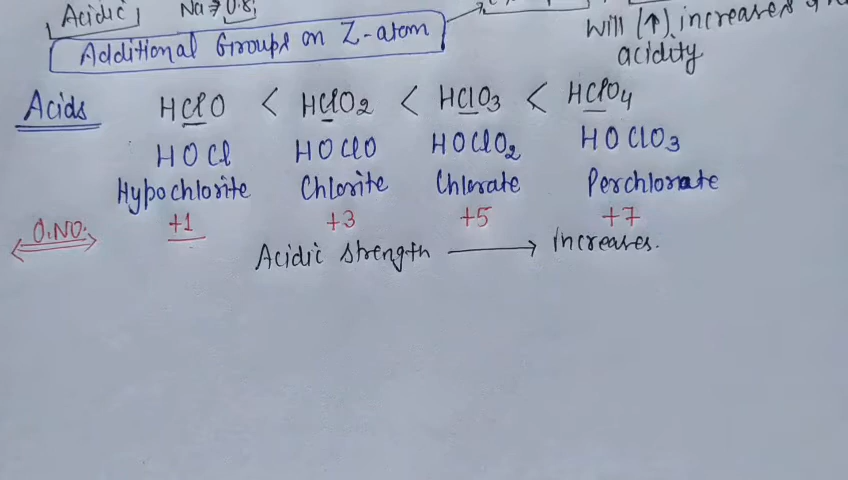 Acidic Na → 0.8
Will (↑) increases
Additional Groups on Z-atom
acidity
Acids HClO < HClO2 < HClO3 < HClO4
HOCl HOClO HOClO2 HOClO3
Hypochlorite Chlorite Chlorate Perchlorate
O.NO. +1 +3 +5 +7
Acidic strength ⟶ increases.